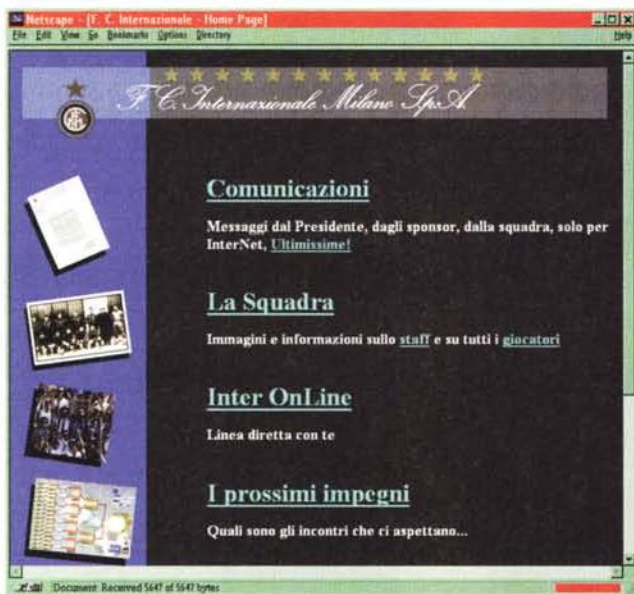 Netscape - [F. C. Internazionale - Home Page]
File Edit View Go Bookmarks Options Directory Help
F. C. Internazionale Milano S.p.A.
Comunicazioni
Messaggi dal Presidente, dagli sponsor, dalla squadra, solo per
InterNet, Ultimissime!
La Squadra
Immagini e informazioni sullo staff e su tutti i giocatori
Inter OnLine
Linea diretta con te
I prossimi impegni
Quali sono gli incontri che ci aspettano...
Document: Received 5647 of 5647 bytes